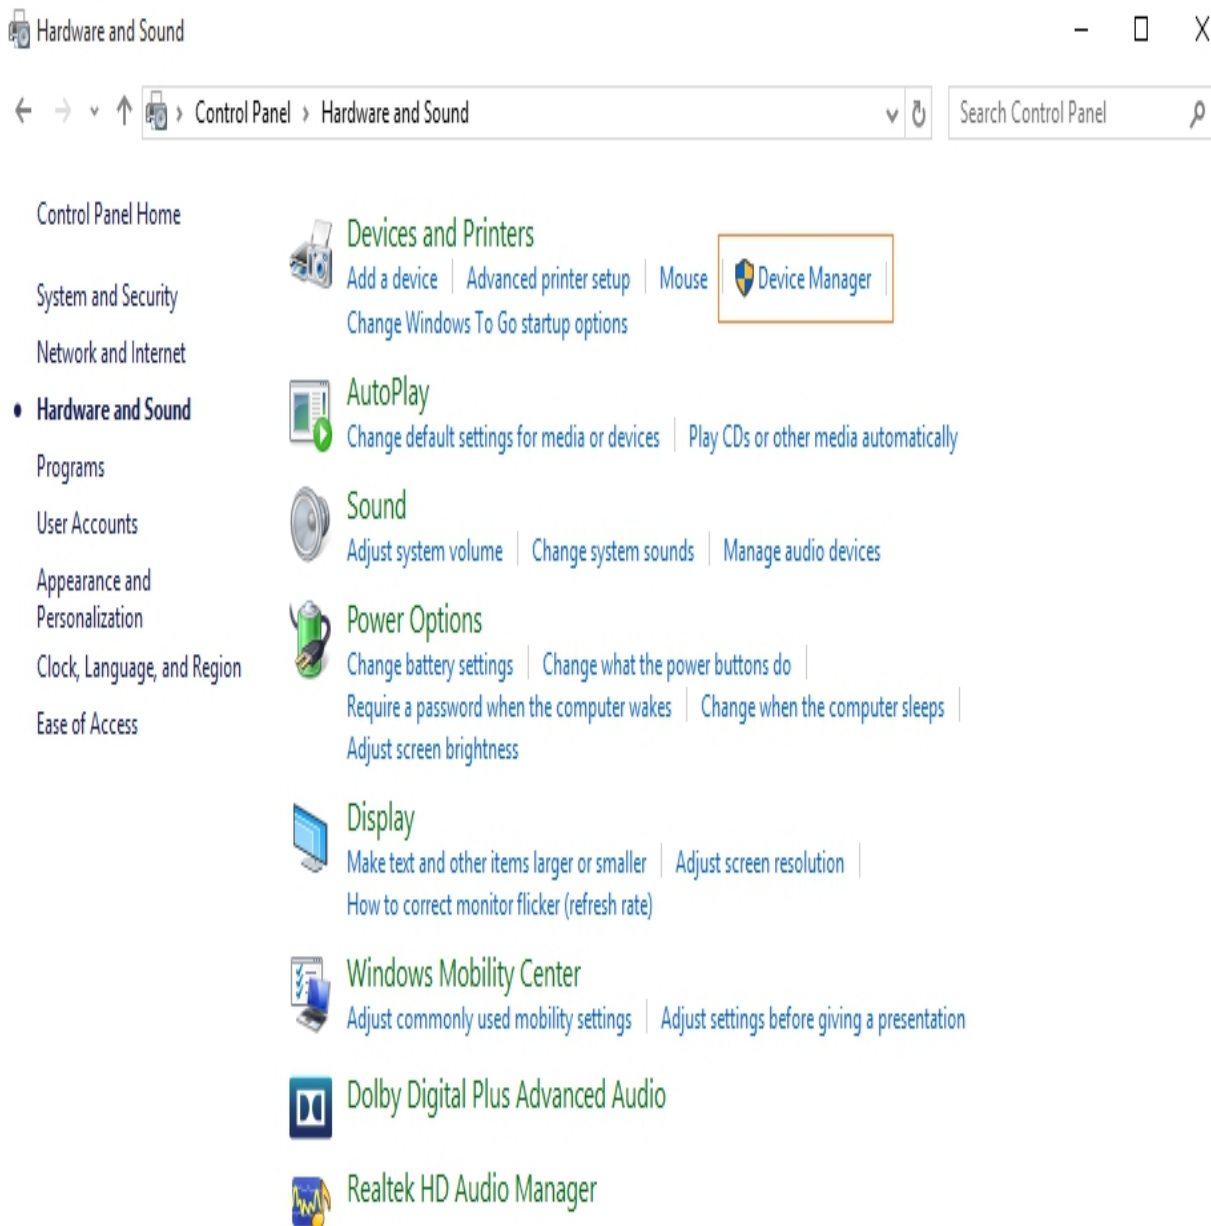 Hardware and Sound
Control Panel › Hardware and Sound
Search Control Panel
Control Panel Home
System and Security
Network and Internet
Hardware and Sound
Programs
User Accounts
Appearance and
Personalization
Clock, Language, and Region
Ease of Access
Devices and Printers
Add a device | Advanced printer setup | Mouse | Device Manager
Change Windows To Go startup options
AutoPlay
Change default settings for media or devices | Play CDs or other media automatically
Sound
Adjust system volume | Change system sounds | Manage audio devices
Power Options
Change battery settings | Change what the power buttons do
Require a password when the computer wakes | Change when the computer sleeps
Adjust screen brightness
Display
Make text and other items larger or smaller | Adjust screen resolution
How to correct monitor flicker (refresh rate)
Windows Mobility Center
Adjust commonly used mobility settings | Adjust settings before giving a presentation
Dolby Digital Plus Advanced Audio
Realtek HD Audio Manager